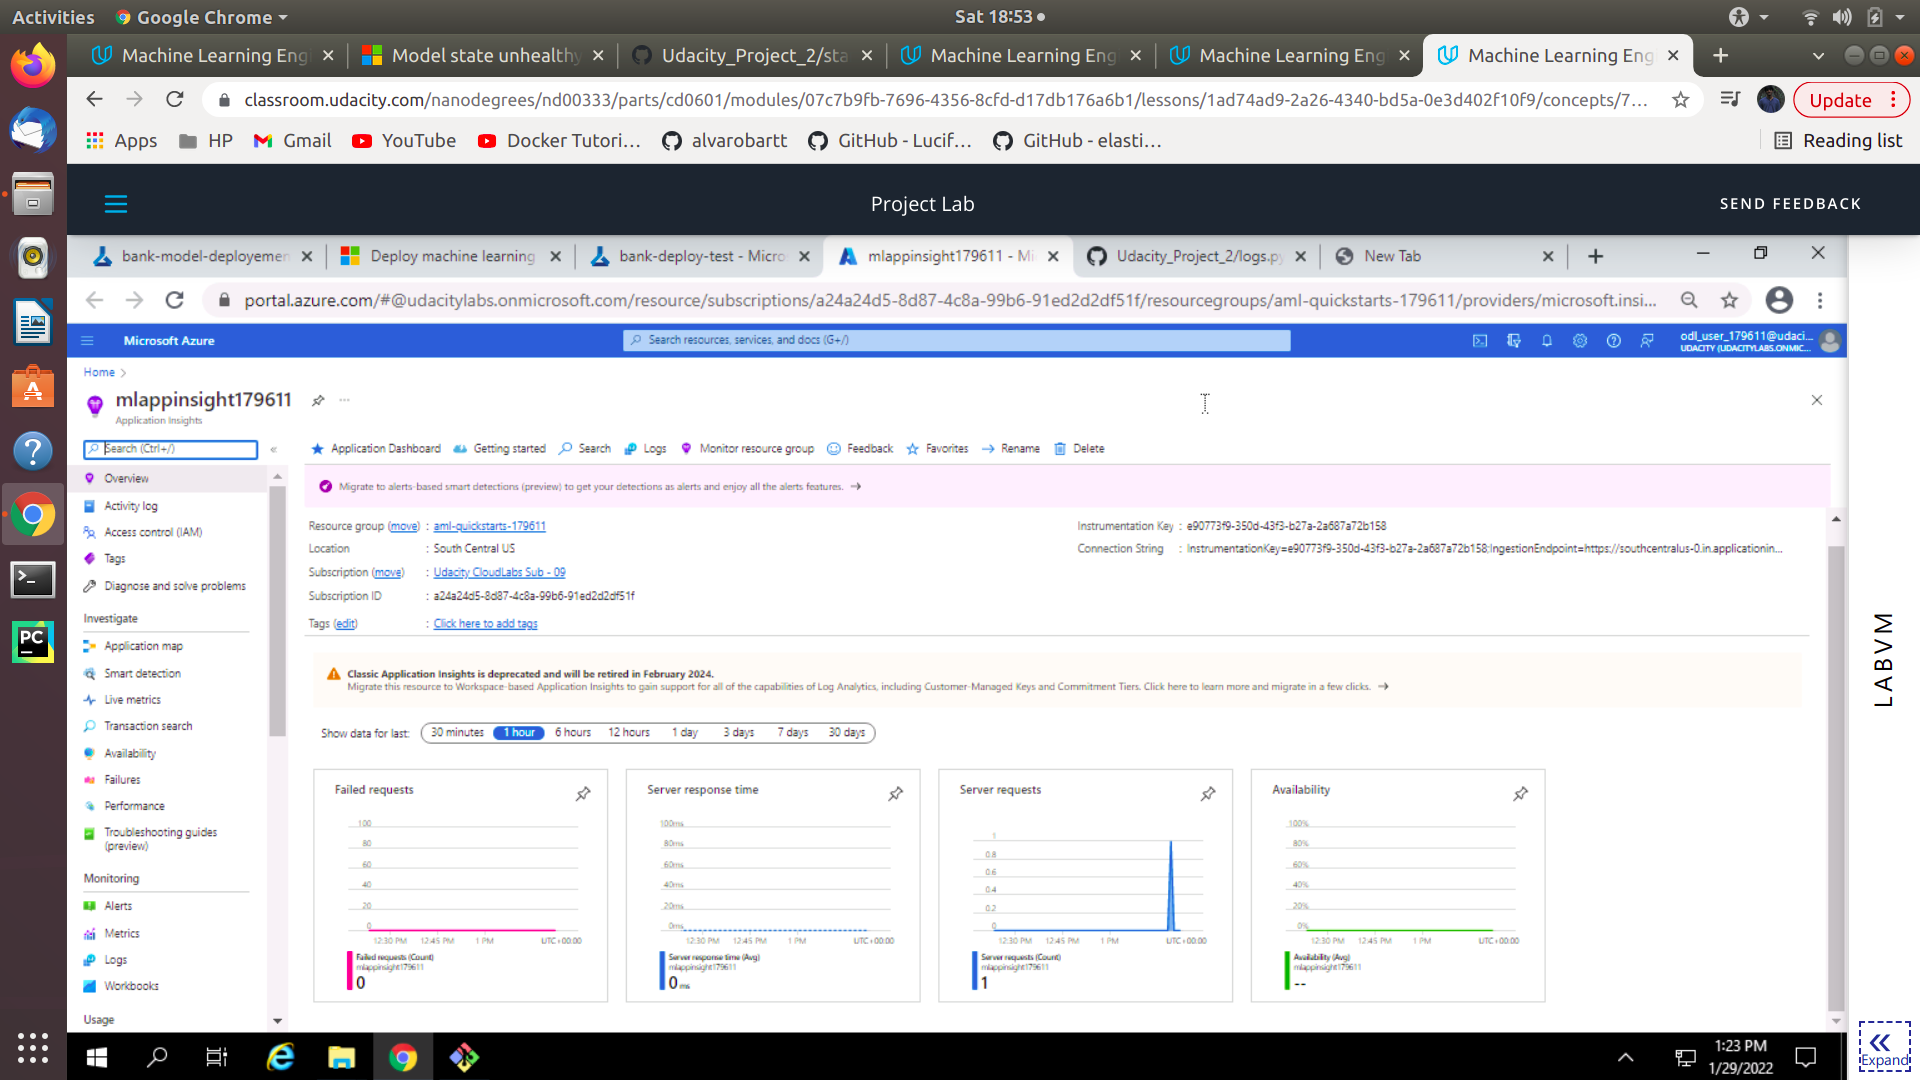 Activities Google Chrome Sat 18:53
Machine Learning Eng Model state unhealthy Udacity_Project_2/sta Machine Learning Eng Machine Learning Eng Machine Learning Eng
classroom.udacity.com/nanodegrees/nd00333/parts/cd0601/modules/07c7b9fb-7696-4356-8cfd-d17db176a6b1/lessons/1ad74ad9-2a26-4340-bd5a-0e3d402f10f9/concepts/7... Update
Apps HP Gmail YouTube Docker Tutori... alvarobartt GitHub - Lucif... GitHub - elasti... Reading list
Project Lab SEND FEEDBACK
bank-model-deployemen Deploy machine learning bank-deploy-test - Micro mlappinsight179611 - Mi Udacity_Project_2/logs.py New Tab
portal.azure.com/#@udacitylabs.onmicrosoft.com/resource/subscriptions/a24a24d5-8d87-4c8a-99b6-91ed2d2df51f/resourcegroups/aml-quickstarts-179611/providers/microsoft.insi...
Microsoft Azure Search resources, services, and docs (G+/) odl_user_179611@udaci...
UDACITY (UDACITYLABS.ONMIC...
Home >
mlappinsight179611 ...
Application Insights
Search (Ctrl+/) « Application Dashboard Getting started Search Logs Monitor resource group Feedback Favorites Rename Delete
Overview
Activity log
Access control (IAM)
Tags
Diagnose and solve problems
Investigate
Application map
Smart detection
Live metrics
Transaction search
Availability
Failures
Performance
Troubleshooting guides
(preview)
Monitoring
Alerts
Metrics
Logs
Workbooks
Usage
Migrate to alerts-based smart detections (preview) to get your detections as alerts and enjoy all the alerts features. →
Resource group (move) : aml-quickstarts-179611
Location : South Central US
Subscription (move) : Udacity CloudLabs Sub - 09
Subscription ID : a24a24d5-8d87-4c8a-99b6-91ed2d2df51f
Tags (edit) : Click here to add tags
Instrumentation Key : e90773f9-350d-43f3-b27a-2a687a72b158
Connection String : InstrumentationKey=e90773f9-350d-43f3-b27a-2a687a72b158;IngestionEndpoint=https://southcentralus-0.in.applicationin...
Classic Application Insights is deprecated and will be retired in February 2024.
Migrate this resource to Workspace-based Application Insights to gain support for all of the capabilities of Log Analytics, including Customer-Managed Keys and Commitment Tiers. Click here to learn more and migrate in a few clicks. →
Show data for last: 30 minutes 1 hour 6 hours 12 hours 1 day 3 days 7 days 30 days
Failed requests
100
80
60
40
20
0
12:30 PM 12:45 PM 1 PM UTC+00:00
Failed requests (Count)
mlappinsight179611
0
Server response time
100ms
80ms
60ms
40ms
20ms
0ms
12:30 PM 12:45 PM 1 PM UTC+00:00
Server response time (Avg)
mlappinsight179611
0 ms
Server requests
1
0.8
0.6
0.4
0.2
0
12:30 PM 12:45 PM 1 PM UTC+00:00
Server requests (Count)
mlappinsight179611
1
Availability
100%
80%
60%
40%
20%
0%
12:30 PM 12:45 PM 1 PM UTC+00:00
Availability (Avg)
mlappinsight179611
--
LABVM
Expand
PC
1:23 PM
1/29/2022